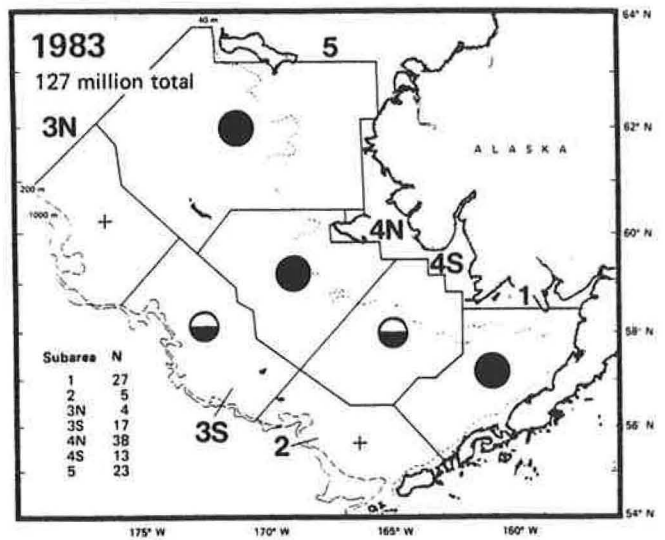 64° N
40 m
1983
5
127 million total
3N
62° N
A L A S K A
200 m
1000 m
4N
60° N
4S
1
58° N
Subarea N
1 27
2 5
3N 4
3S 17
4N 38
4S 13
5 23
3S
2
56° N
54° N
175° W 170° W 165° W 160° W